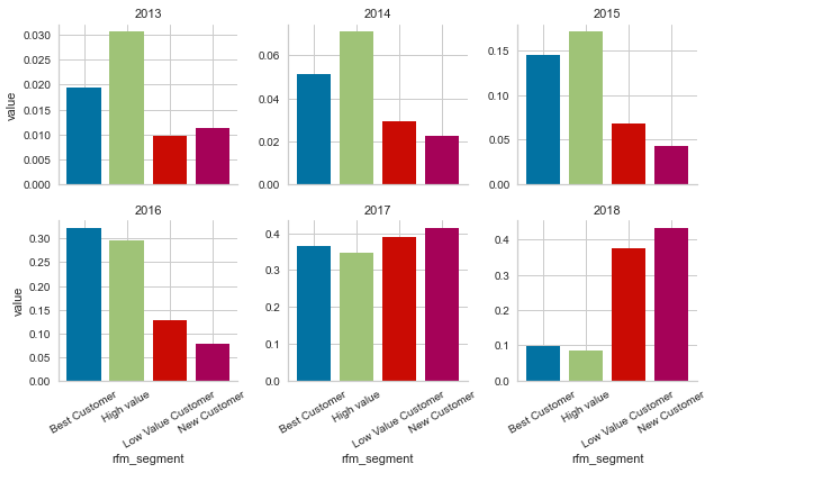 2013
2014
2015
value
0.030
0.025
0.020
0.015
0.010
0.005
0.000
0.06
0.04
0.02
0.00
0.15
0.10
0.05
0.00
2016
2017
2018
value
0.30
0.25
0.20
0.15
0.10
0.05
0.00
0.4
0.3
0.2
0.1
0.0
0.4
0.3
0.2
0.1
0.0
Best Customer
High value
Low Value Customer
New Customer
Best Customer
High value
Low Value Customer
New Customer
Best Customer
High value
Low Value Customer
New Customer
rfm_segment
rfm_segment
rfm_segment